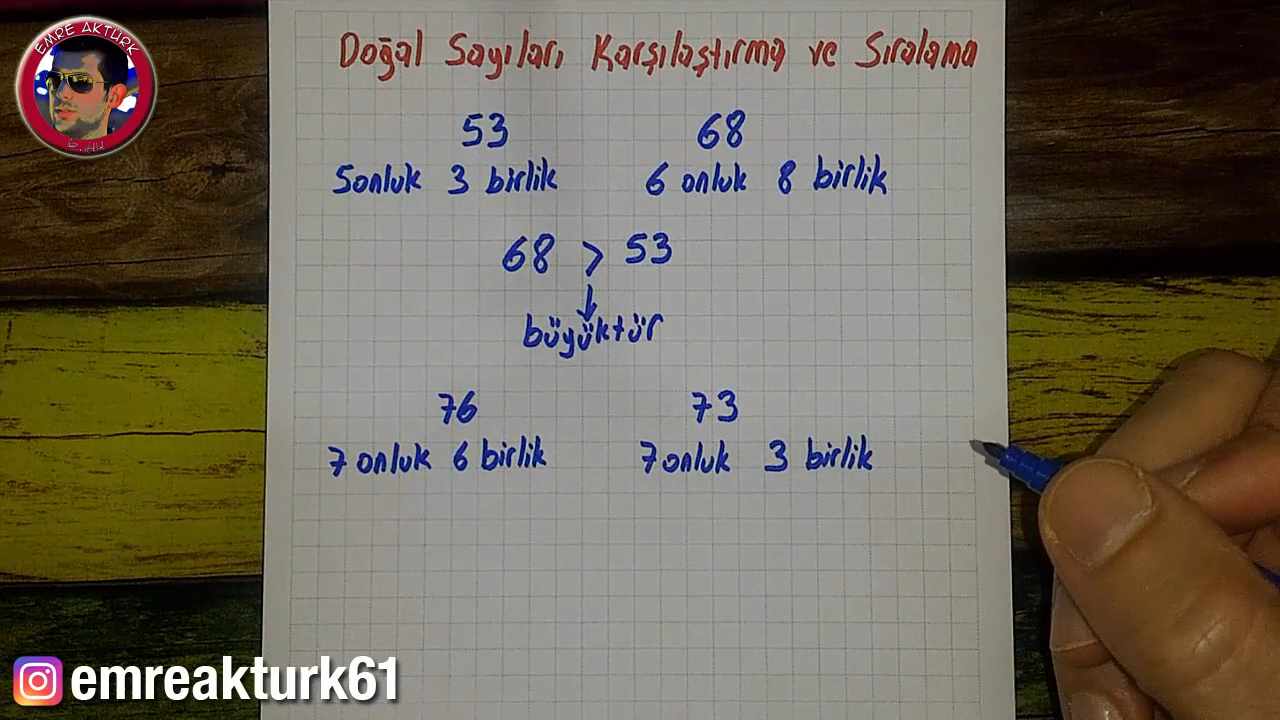 EMRE AKTÜRK
Doğal Sayıları Karşılaştırma ve Sıralama
53 68
5onluk 3 birlik 6 onluk 8 birlik
68 > 53
büyüktür
76 73
7 onluk 6 birlik 7onluk 3 birlik
emreakturk61